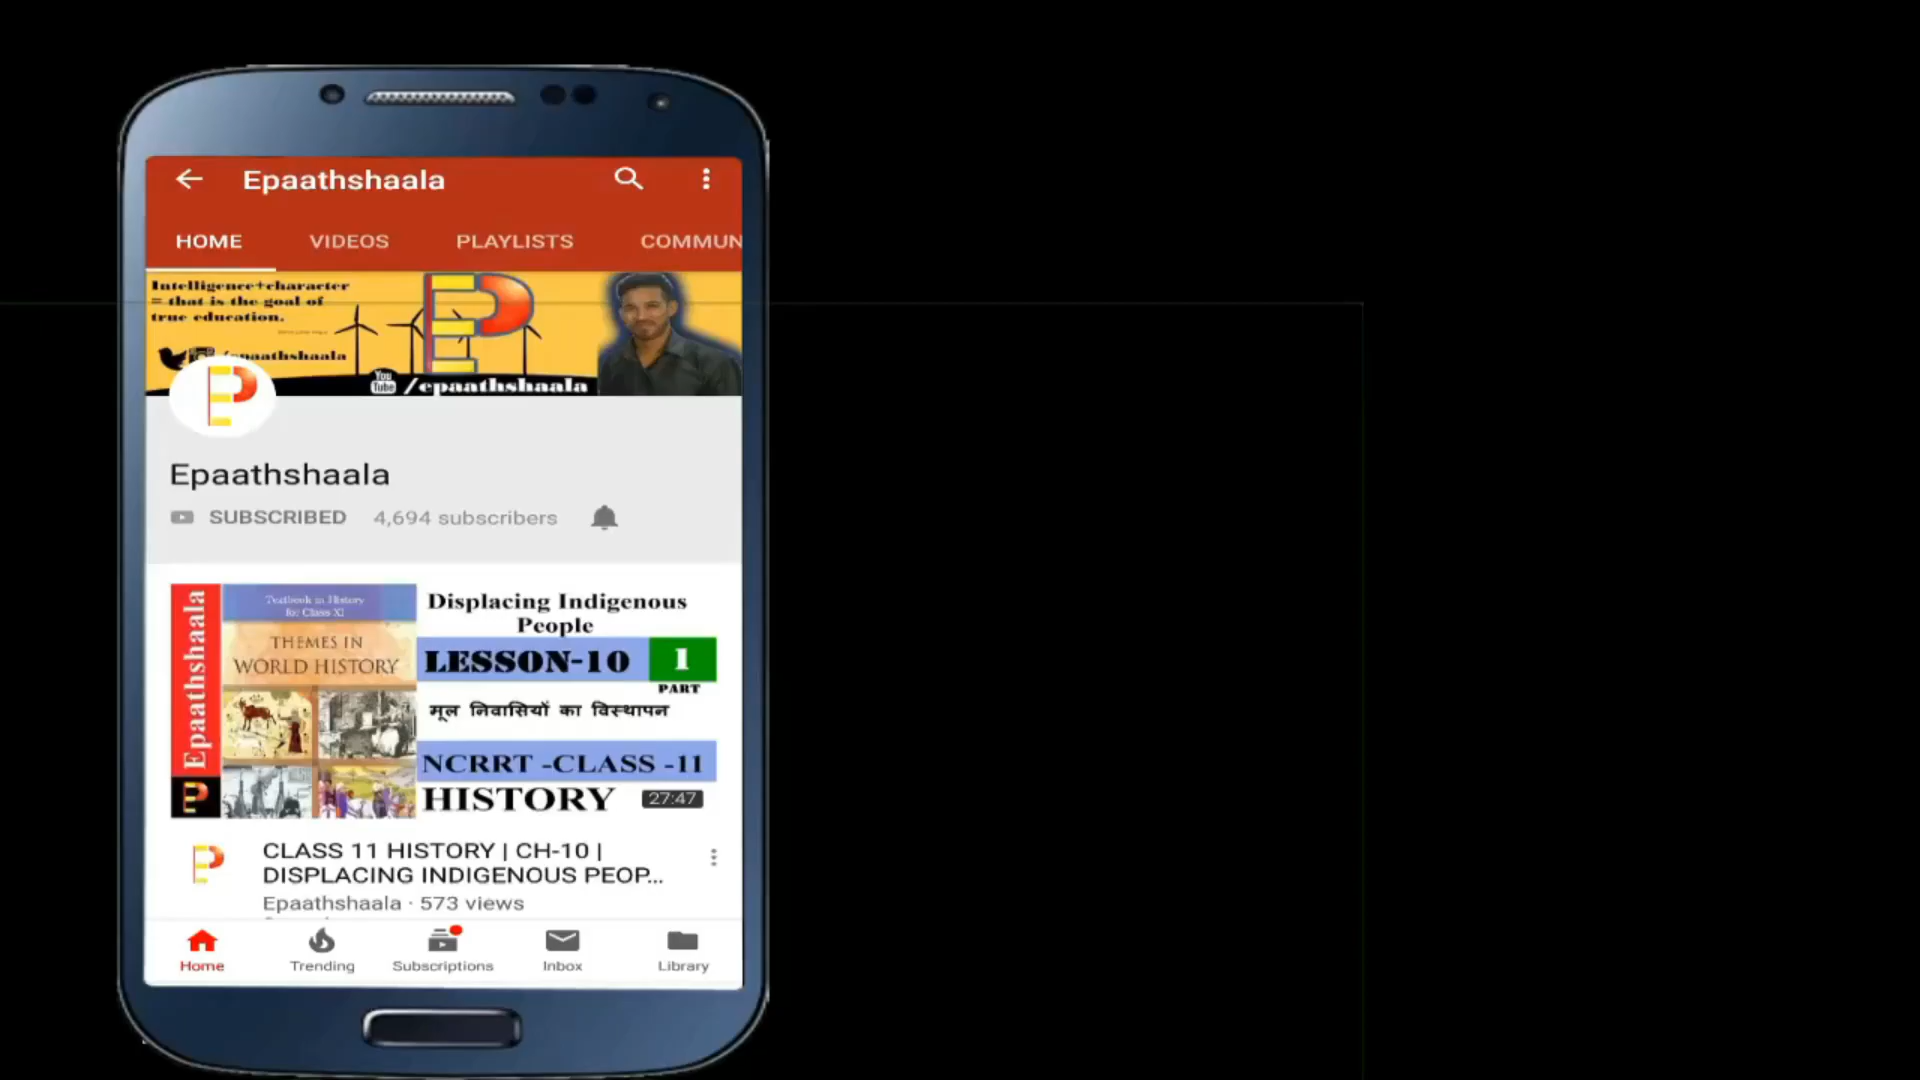 Epaathshaala
HOME VIDEOS PLAYLISTS COMMUN
Intelligence+character
= that is the goal of
true education.
/epaathshaala
You
Tube /epaathshaala
Epaathshaala
SUBSCRIBED 4,694 subscribers
Epaathshaala
Textbook in History
for Class XI
THEMES IN
WORLD HISTORY
Displacing Indigenous
People
LESSON-10 1
PART
मूल निवासियों का विस्थापन
NCRRT -CLASS -11
HISTORY 27:47
CLASS 11 HISTORY | CH-10 |
DISPLACING INDIGENOUS PEOP...
Epaathshaala · 573 views
Home Trending Subscriptions Inbox Library